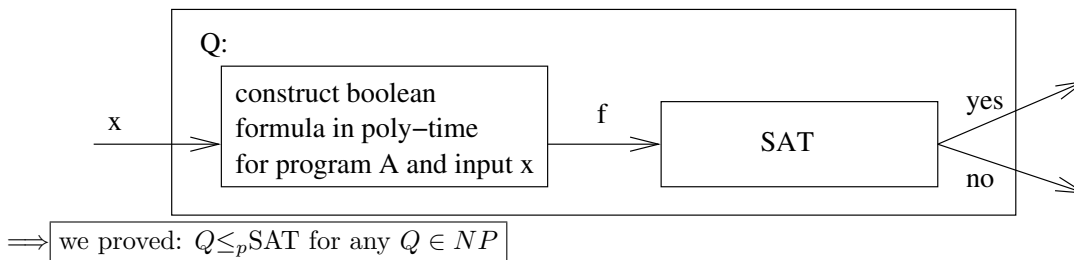 Q:
construct boolean
formula in poly−time
for program A and input x
x
f
SAT
yes
no
⟹ we proved: Q≤ₚSAT for any Q ∈ NP